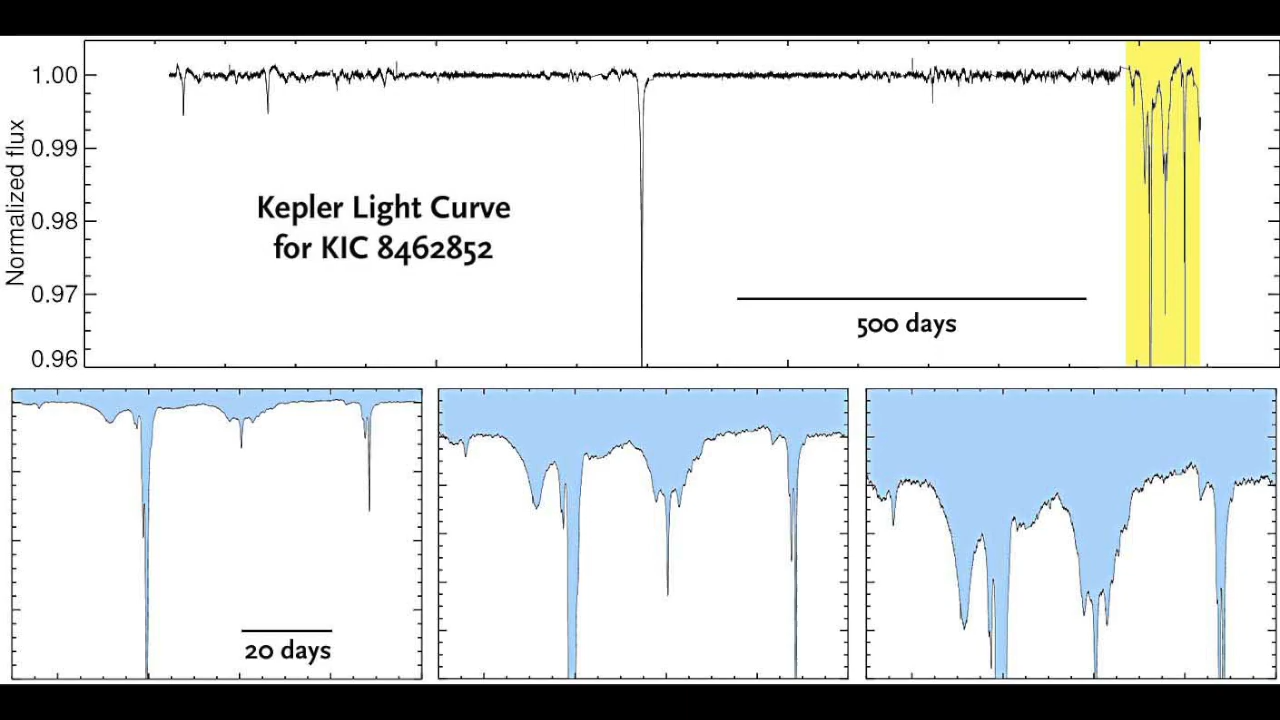 Normalized flux
1.00
0.99
0.98
0.97
0.96
Kepler Light Curve
for KIC 8462852
500 days
20 days